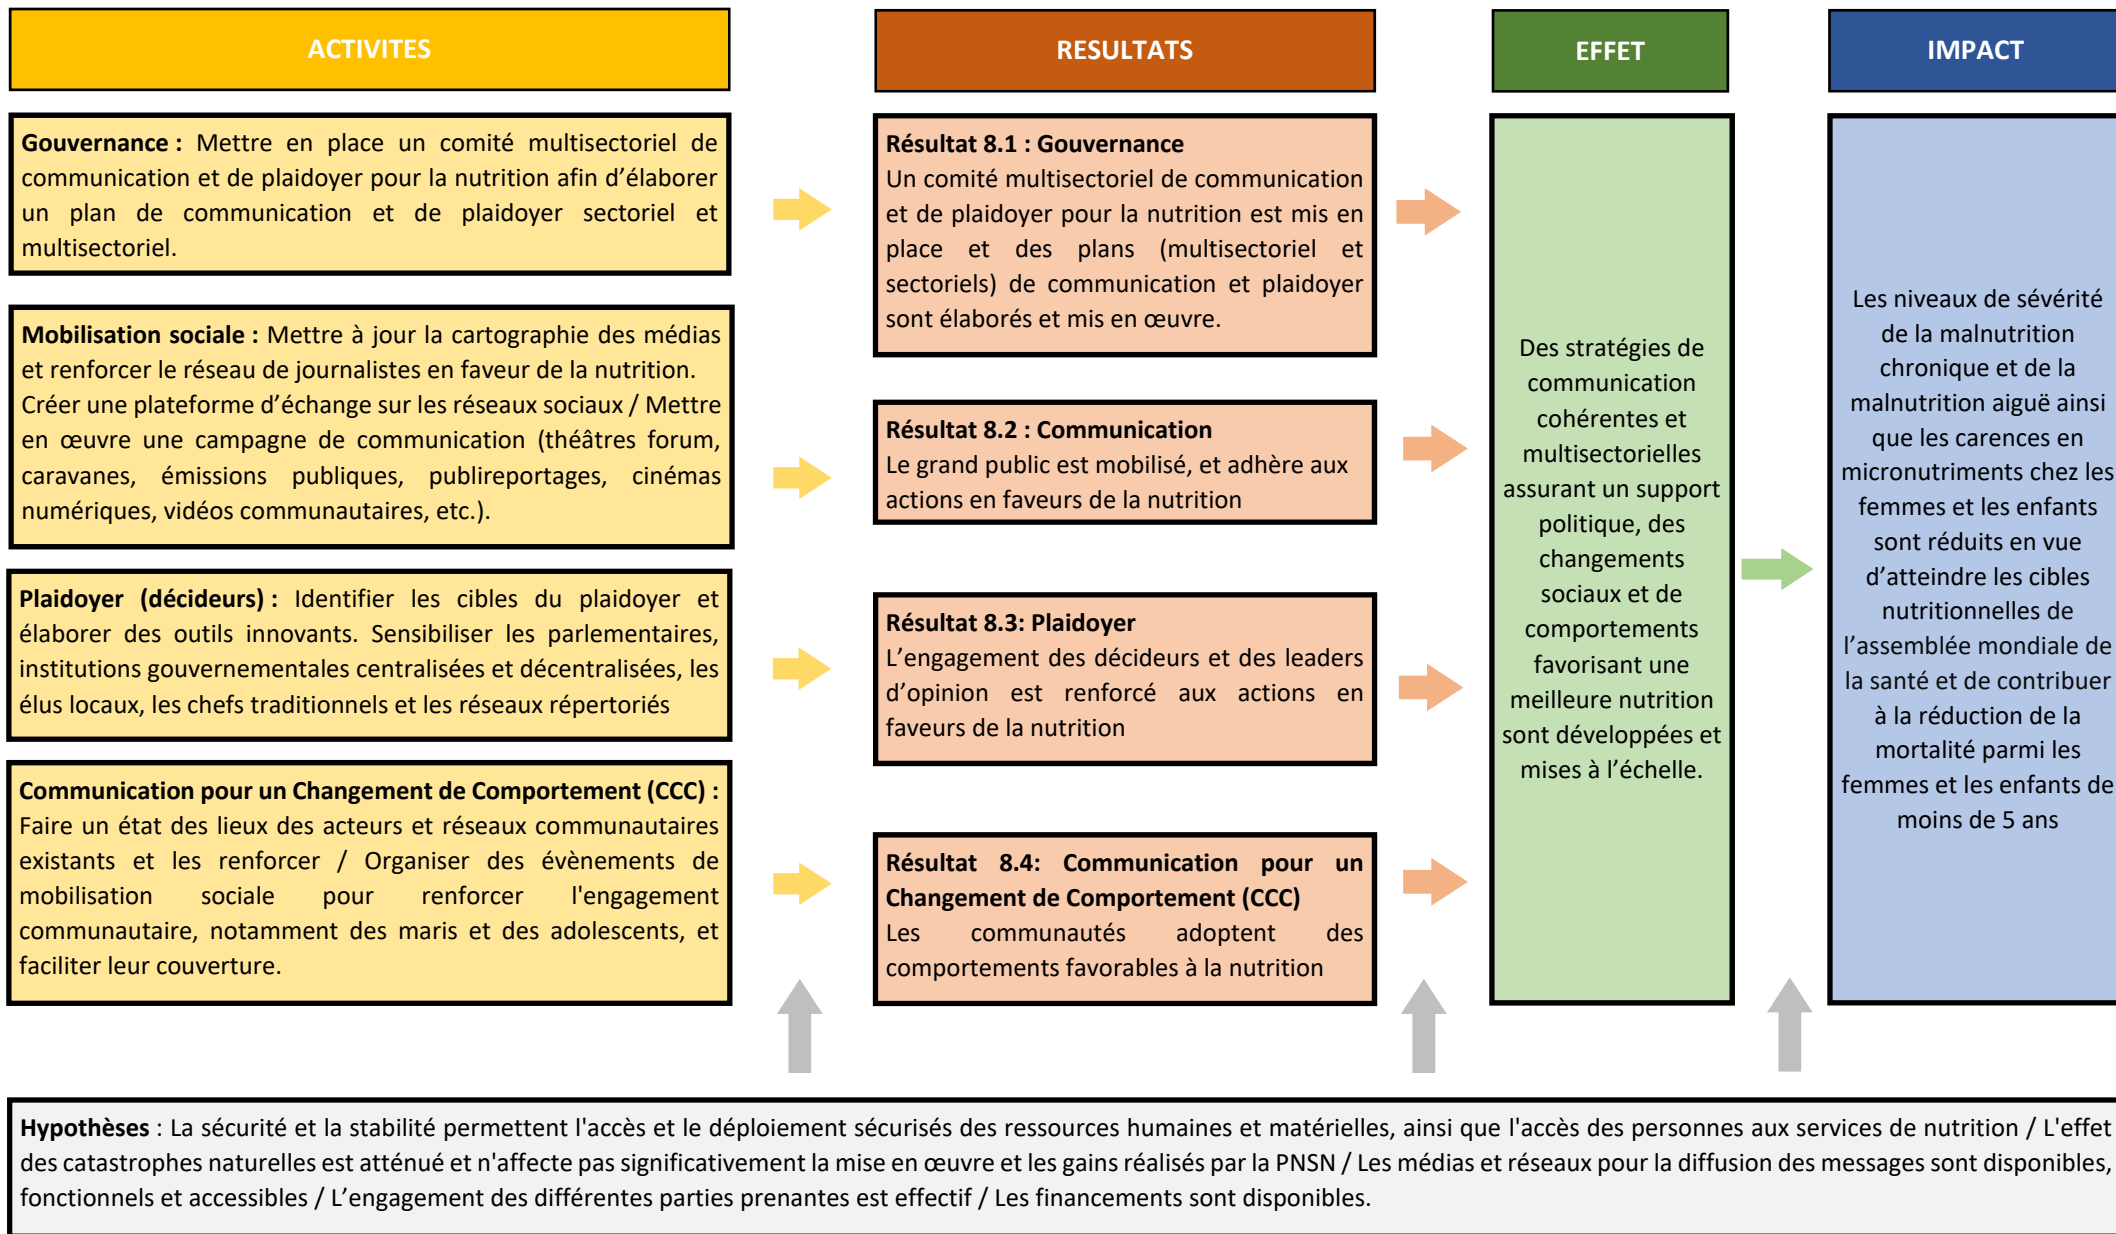 ACTIVITES
RESULTATS
EFFET
IMPACT
Gouvernance : Mettre en place un comité multisectoriel de
communication et de plaidoyer pour la nutrition afin d’élaborer
un plan de communication et de plaidoyer sectoriel et
multisectoriel.
Mobilisation sociale : Mettre à jour la cartographie des médias
et renforcer le réseau de journalistes en faveur de la nutrition.
Créer une plateforme d’échange sur les réseaux sociaux / Mettre
en œuvre une campagne de communication (théâtres forum,
caravanes, émissions publiques, publireportages, cinémas
numériques, vidéos communautaires, etc.).
Plaidoyer (décideurs) : Identifier les cibles du plaidoyer et
élaborer des outils innovants. Sensibiliser les parlementaires,
institutions gouvernementales centralisées et décentralisées, les
élus locaux, les chefs traditionnels et les réseaux répertoriés
Communication pour un Changement de Comportement (CCC) :
Faire un état des lieux des acteurs et réseaux communautaires
existants et les renforcer / Organiser des évènements de
mobilisation sociale pour renforcer l'engagement
communautaire, notamment des maris et des adolescents, et
faciliter leur couverture.
Résultat 8.1 : Gouvernance
Un comité multisectoriel de communication
et de plaidoyer pour la nutrition est mis en
place et des plans (multisectoriel et
sectoriels) de communication et plaidoyer
sont élaborés et mis en œuvre.
Résultat 8.2 : Communication
Le grand public est mobilisé, et adhère aux
actions en faveurs de la nutrition
Résultat 8.3: Plaidoyer
L’engagement des décideurs et des leaders
d’opinion est renforcé aux actions en
faveurs de la nutrition
Résultat 8.4: Communication pour un
Changement de Comportement (CCC)
Les communautés adoptent des
comportements favorables à la nutrition
Des stratégies de
communication
cohérentes et
multisectorielles
assurant un support
politique, des
changements
sociaux et de
comportements
favorisant une
meilleure nutrition
sont développées et
mises à l’échelle.
Les niveaux de sévérité
de la malnutrition
chronique et de la
malnutrition aiguë ainsi
que les carences en
micronutriments chez les
femmes et les enfants
sont réduits en vue
d’atteindre les cibles
nutritionnelles de
l’assemblée mondiale de
la santé et de contribuer
à la réduction de la
mortalité parmi les
femmes et les enfants de
moins de 5 ans
Hypothèses : La sécurité et la stabilité permettent l'accès et le déploiement sécurisés des ressources humaines et matérielles, ainsi que l'accès des personnes aux services de nutrition / L'effet
des catastrophes naturelles est atténué et n'affecte pas significativement la mise en œuvre et les gains réalisés par la PNSN / Les médias et réseaux pour la diffusion des messages sont disponibles,
fonctionnels et accessibles / L’engagement des différentes parties prenantes est effectif / Les financements sont disponibles.